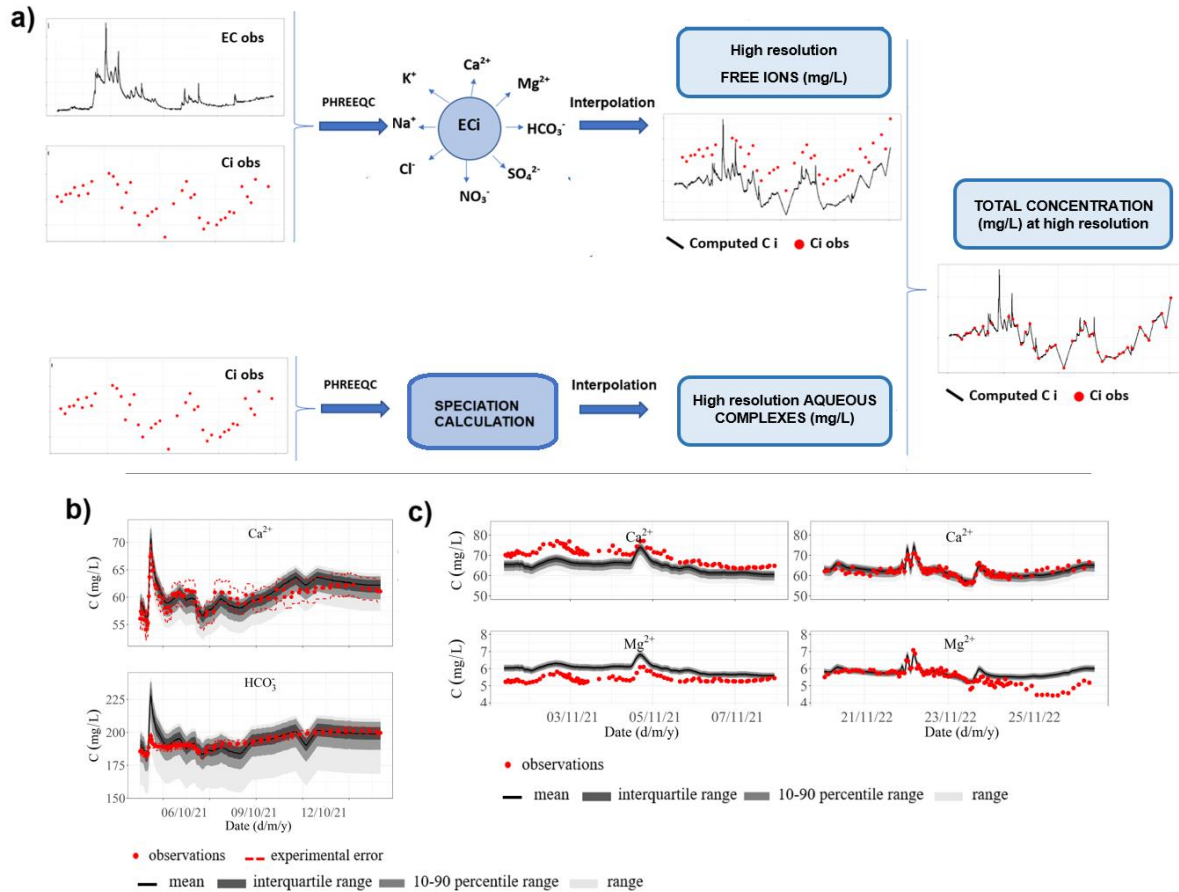 a)
EC obs
Ci obs
PHREEQC
K⁺
Ca²⁺
Mg²⁺
Na⁺
ECi
HCO₃⁻
Cl⁻
SO₄²⁻
NO₃⁻
Interpolation
High resolution
FREE IONS (mg/L)
Computed C i
Ci obs
TOTAL CONCENTRATION
(mg/L) at high resolution
Computed C i
Ci obs
Ci obs
PHREEQC
SPECIATION
CALCULATION
Interpolation
High resolution AQUEOUS
COMPLEXES (mg/L)
b)
Ca²⁺
C (mg/L)
70
65
60
55
HCO₃⁻
C (mg/L)
225
200
175
150
06/10/21 09/10/21 12/10/21
Date (d/m/y)
observations experimental error
mean interquartile range 10-90 percentile range range
c)
Ca²⁺
C (mg/L)
80
70
60
50
Ca²⁺
80
70
60
50
Mg²⁺
C (mg/L)
8
7
6
5
4
Mg²⁺
8
7
6
5
4
03/11/21 05/11/21 07/11/21
Date (d/m/y)
21/11/22 23/11/22 25/11/22
Date (d/m/y)
observations
mean interquartile range 10-90 percentile range range